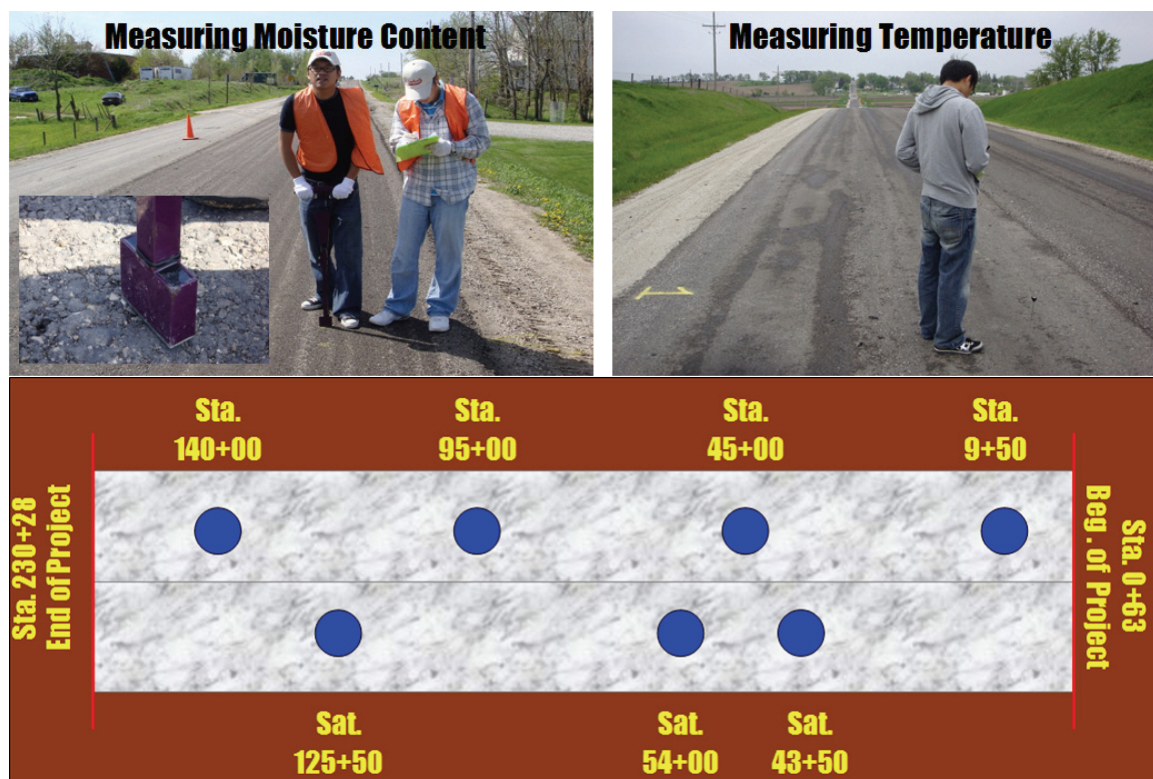 Measuring Moisture Content
Measuring Temperature
Sta.
140+00
Sta.
95+00
Sta.
45+00
Sta.
9+50
Sta. 230+28
End of Project
Sta. 0+63
Beg . of Project
Sat.
125+50
Sat.
54+00
Sat.
43+50